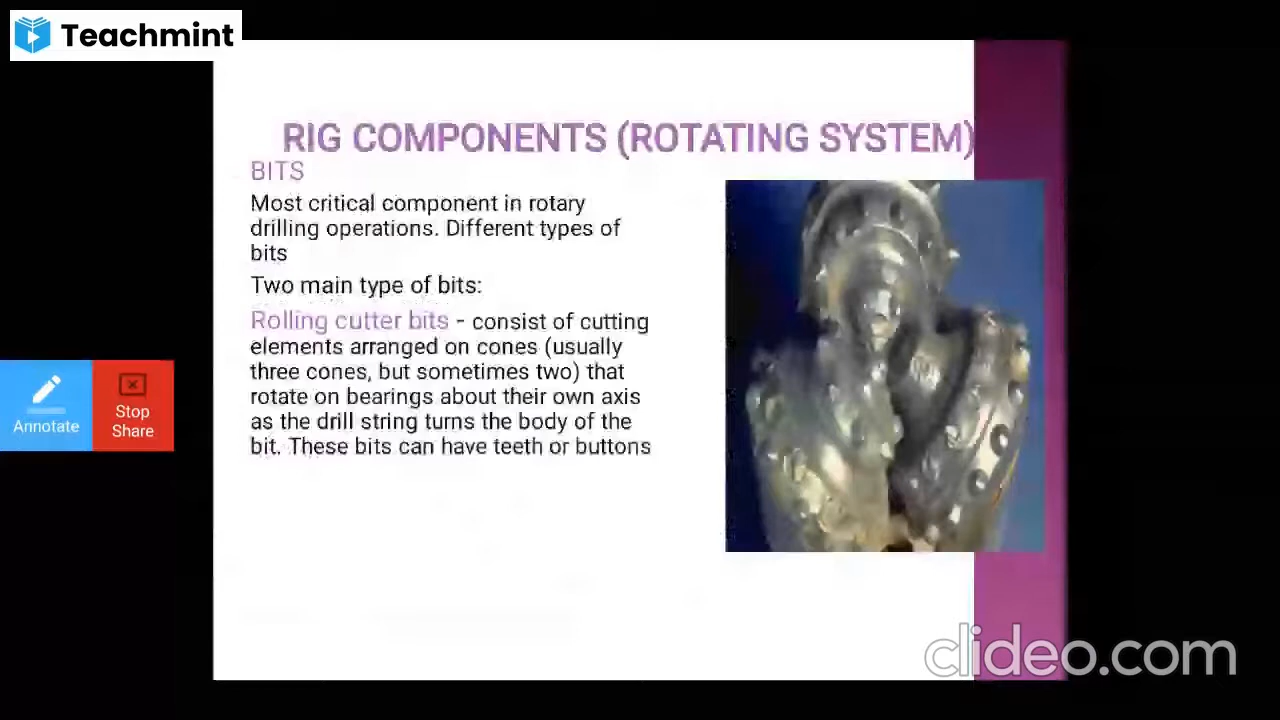 Teachmint
RIG COMPONENTS (ROTATING SYSTEM)
BITS
Most critical component in rotary
drilling operations. Different types of
bits
Two main type of bits:
Rolling cutter bits - consist of cutting
elements arranged on cones (usually
three cones, but sometimes two) that
rotate on bearings about their own axis
as the drill string turns the body of the
bit. These bits can have teeth or buttons
Annotate
Stop
Share
clideo.com